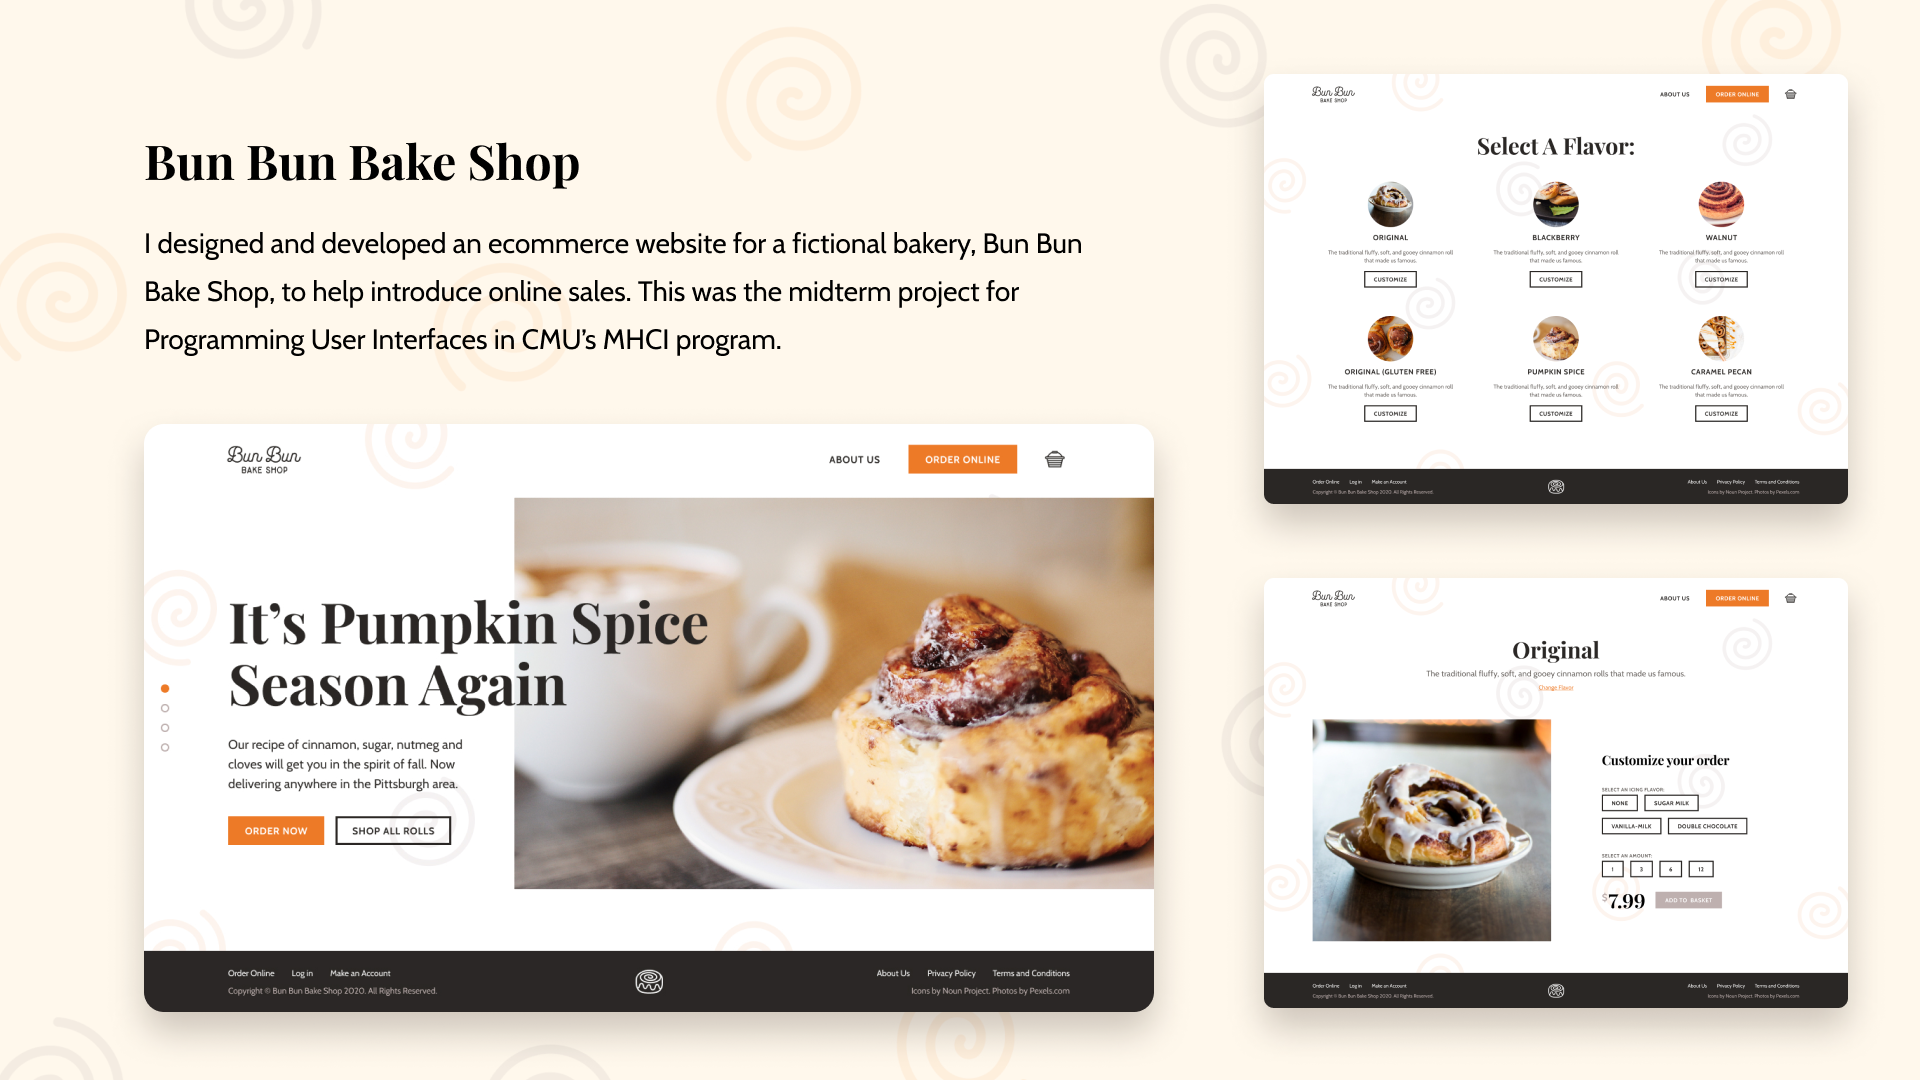 Bun Bun Bake Shop
I designed and developed an ecommerce website for a fictional bakery, Bun Bun
Bake Shop, to help introduce online sales. This was the midterm project for
Programming User Interfaces in CMU’s MHCI program.
Bun Bun
BAKE SHOP
ABOUT US
ORDER ONLINE
It’s Pumpkin Spice
Season Again
Our recipe of cinnamon, sugar, nutmeg and
cloves will get you in the spirit of fall. Now
delivering anywhere in the Pittsburgh area.
ORDER NOW
SHOP ALL ROLLS
Order Online Log in Make an Account
Copyright © Bun Bun Bake Shop 2020. All Rights Reserved.
About Us Privacy Policy Terms and Conditions
Icons by Noun Project. Photos by Pexels.com
Bun Bun
BAKE SHOP
ABOUT US
ORDER ONLINE
Select A Flavor:
ORIGINAL
The traditional fluffy, soft, and gooey cinnamon roll
that made us famous.
CUSTOMIZE
BLACKBERRY
The traditional fluffy, soft, and gooey cinnamon roll
that made us famous.
CUSTOMIZE
WALNUT
The traditional fluffy, soft, and gooey cinnamon roll
that made us famous.
CUSTOMIZE
ORIGINAL (GLUTEN FREE)
The traditional fluffy, soft, and gooey cinnamon roll
that made us famous.
CUSTOMIZE
PUMPKIN SPICE
The traditional fluffy, soft, and gooey cinnamon roll
that made us famous.
CUSTOMIZE
CARAMEL PECAN
The traditional fluffy, soft, and gooey cinnamon roll
that made us famous.
CUSTOMIZE
Order Online Log in Make an Account
Copyright © Bun Bun Bake Shop 2020. All Rights Reserved.
About Us Privacy Policy Terms and Conditions
Icons by Noun Project. Photos by Pexels.com
Bun Bun
BAKE SHOP
ABOUT US
ORDER ONLINE
Original
The traditional fluffy, soft, and gooey cinnamon rolls that made us famous.
Change Flavor
Customize your order
SELECT AN ICING FLAVOR:
NONE
SUGAR MILK
VANILLA-MILK
DOUBLE CHOCOLATE
SELECT AN AMOUNT:
1
3
6
12
$7.99
ADD TO BASKET
Order Online Log in Make an Account
Copyright © Bun Bun Bake Shop 2020. All Rights Reserved.
About Us Privacy Policy Terms and Conditions
Icons by Noun Project. Photos by Pexels.com